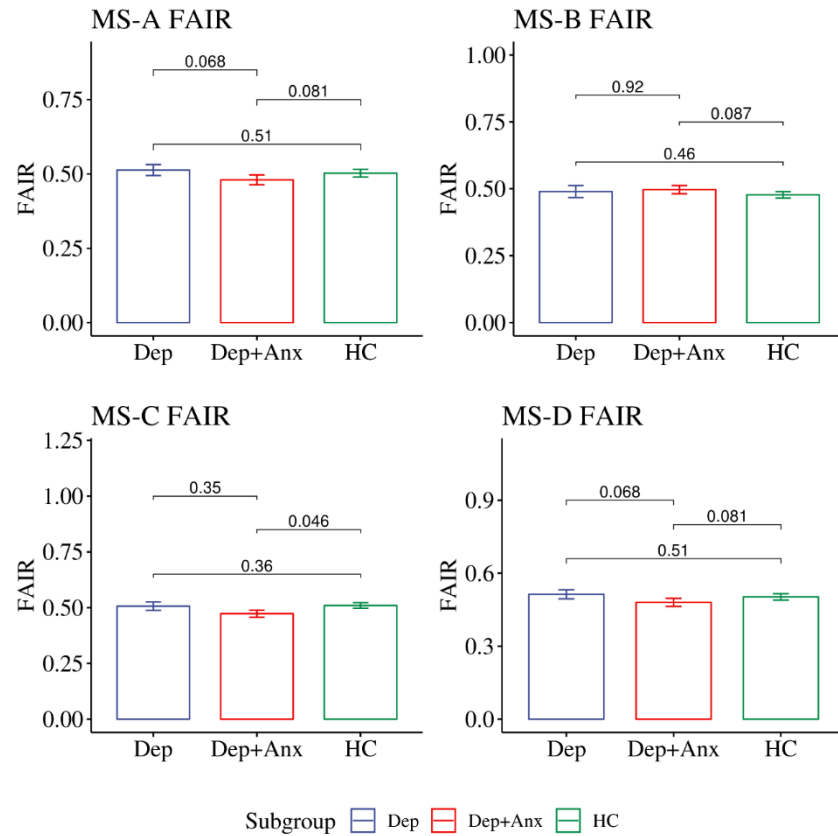 MS-A FAIR
0.75
0.50
0.25
0.00
FAIR
0.068
0.081
0.51
Dep
Dep+Anx
HC
MS-B FAIR
1.00
0.75
0.50
0.25
0.00
FAIR
0.92
0.087
0.46
Dep
Dep+Anx
HC
MS-C FAIR
1.25
1.00
0.75
0.50
0.25
0.00
FAIR
0.35
0.046
0.36
Dep
Dep+Anx
HC
MS-D FAIR
0.9
0.6
0.3
0.0
FAIR
0.068
0.081
0.51
Dep
Dep+Anx
HC
Subgroup Dep Dep+Anx HC